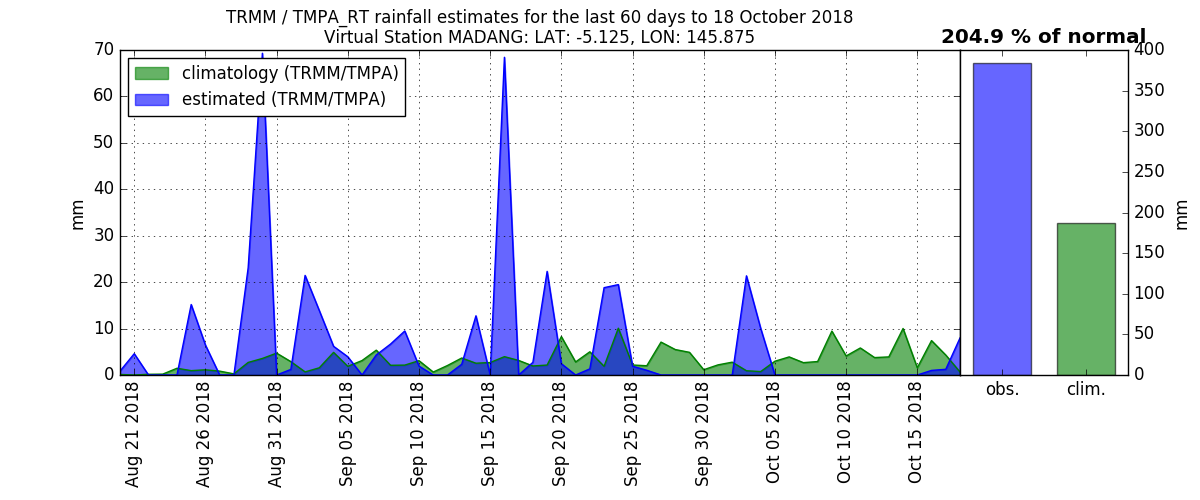 TRMM / TMPA_RT rainfall estimates for the last 60 days to 18 October 2018
Virtual Station MADANG: LAT: -5.125, LON: 145.875
204.9 % of normal
climatology (TRMM/TMPA)
estimated (TRMM/TMPA)
mm
70
60
50
40
30
20
10
0
Aug 21 2018
Aug 26 2018
Aug 31 2018
Sep 05 2018
Sep 10 2018
Sep 15 2018
Sep 20 2018
Sep 25 2018
Sep 30 2018
Oct 05 2018
Oct 10 2018
Oct 15 2018
obs.
clim.
400
350
300
250
200
150
100
50
0
mm